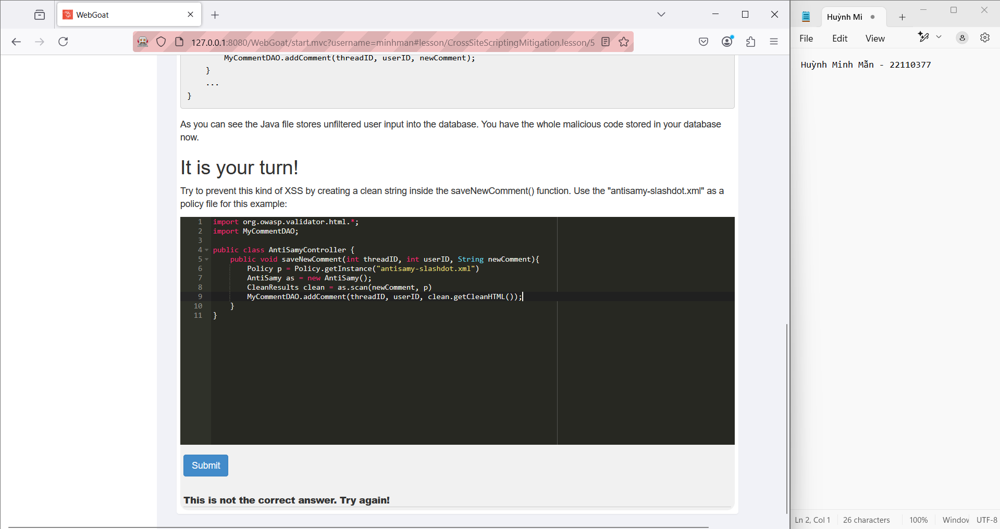 WebGoat
127.0.0.1:8080/WebGoat/start.mvc?username=minhman#lesson/CrossSiteScriptingMitigation.lesson/5
MyCommentDAO.addComment(threadID, userID, newComment);
}
...
}
As you can see the Java file stores unfiltered user input into the database. You have the whole malicious code stored in your database
now.
It is your turn!
Try to prevent this kind of XSS by creating a clean string inside the saveNewComment() function. Use the "antisamy-slashdot.xml" as a
policy file for this example:
1 import org.owasp.validator.html.*;
2 import MyCommentDAO;
3
4 public class AntiSamyController {
5 public void saveNewComment(int threadID, int userID, String newComment){
6 Policy p = Policy.getInstance("antisamy-slashdot.xml")
7 AntiSamy as = new AntiSamy();
8 CleanResults clean = as.scan(newComment, p)
9 MyCommentDAO.addComment(threadID, userID, clean.getCleanHTML());
10 }
11 }
Submit
This is not the correct answer. Try again!
Huỳnh Mi
File Edit View
Huỳnh Minh Mẫn - 22110377
Ln 2, Col 1 26 characters 100% Window UTF-8